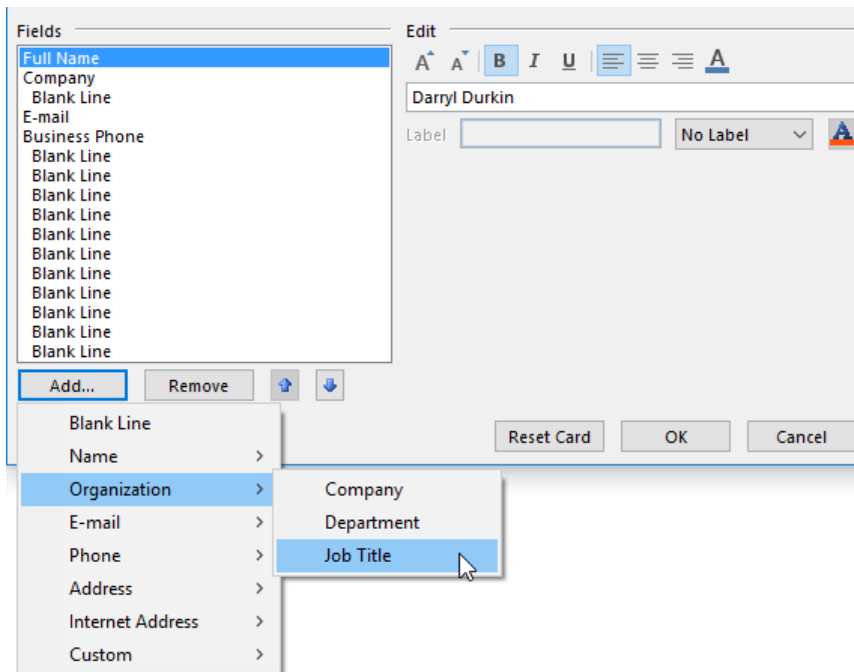 Fields
Full Name
Company
Blank Line
E-mail
Business Phone
Blank Line
Blank Line
Blank Line
Blank Line
Blank Line
Blank Line
Blank Line
Blank Line
Blank Line
Blank Line
Blank Line
Add...
Remove
Edit
A A B I U A
Darryl Durkin
Label
No Label
A
Reset Card
OK
Cancel
Blank Line
Name
Organization
E-mail
Phone
Address
Internet Address
Custom
Company
Department
Job Title